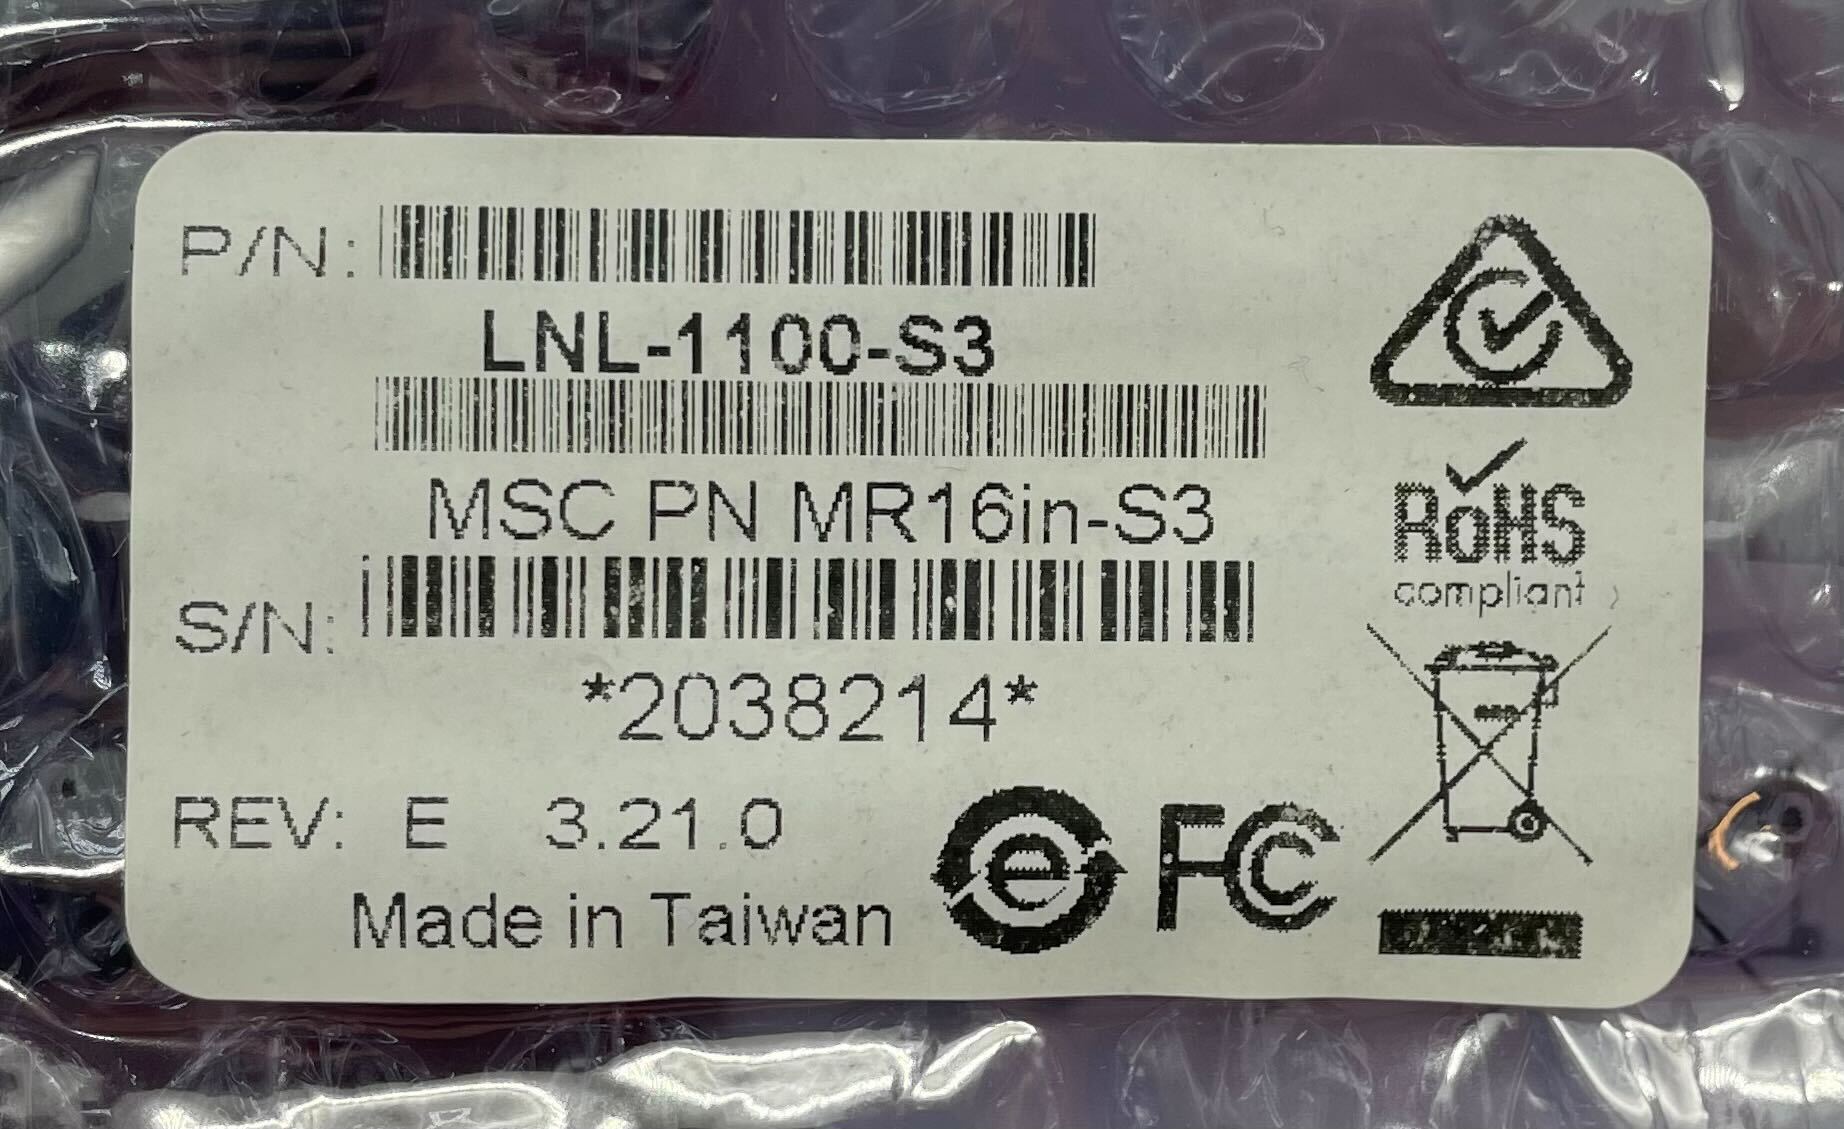 P/N:
LNL-1100-S3
MSC PN MR16in-S3
S/N:
*2038214*
REV: E 3.21.0
Made in Taiwan
e
FC
RoHS
compliant